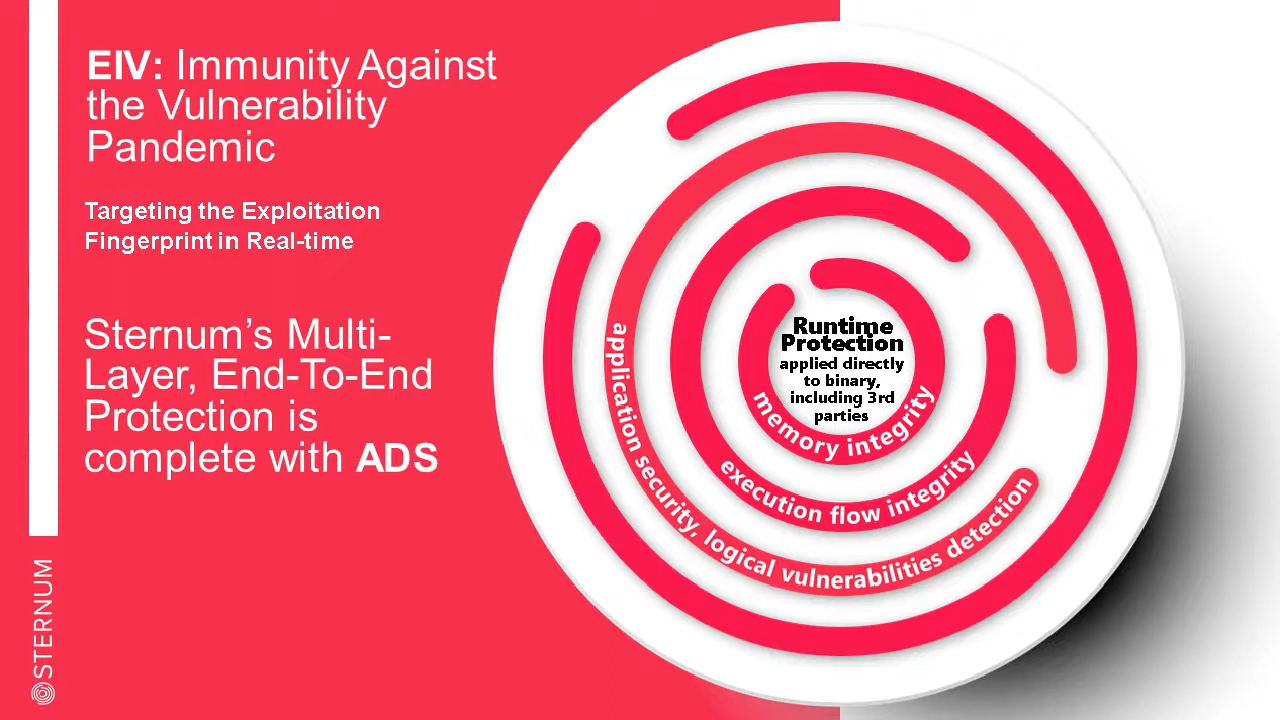 EIV: Immunity Against
the Vulnerability
Pandemic
Targeting the Exploitation
Fingerprint in Real-time
Sternum’s Multi-
Layer, End-To-End
Protection is
complete with ADS
STERNUM
Runtime
Protection
applied directly
to binary,
including 3rd
parties
memory integrity
execution flow integrity
application security, logical vulnerabilities detection